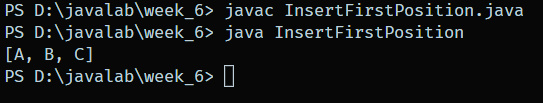 PS D:\javalab\week_6> javac InsertFirstPosition.java
PS D:\javalab\week_6> java InsertFirstPosition
[A, B, C]
PS D:\javalab\week_6>